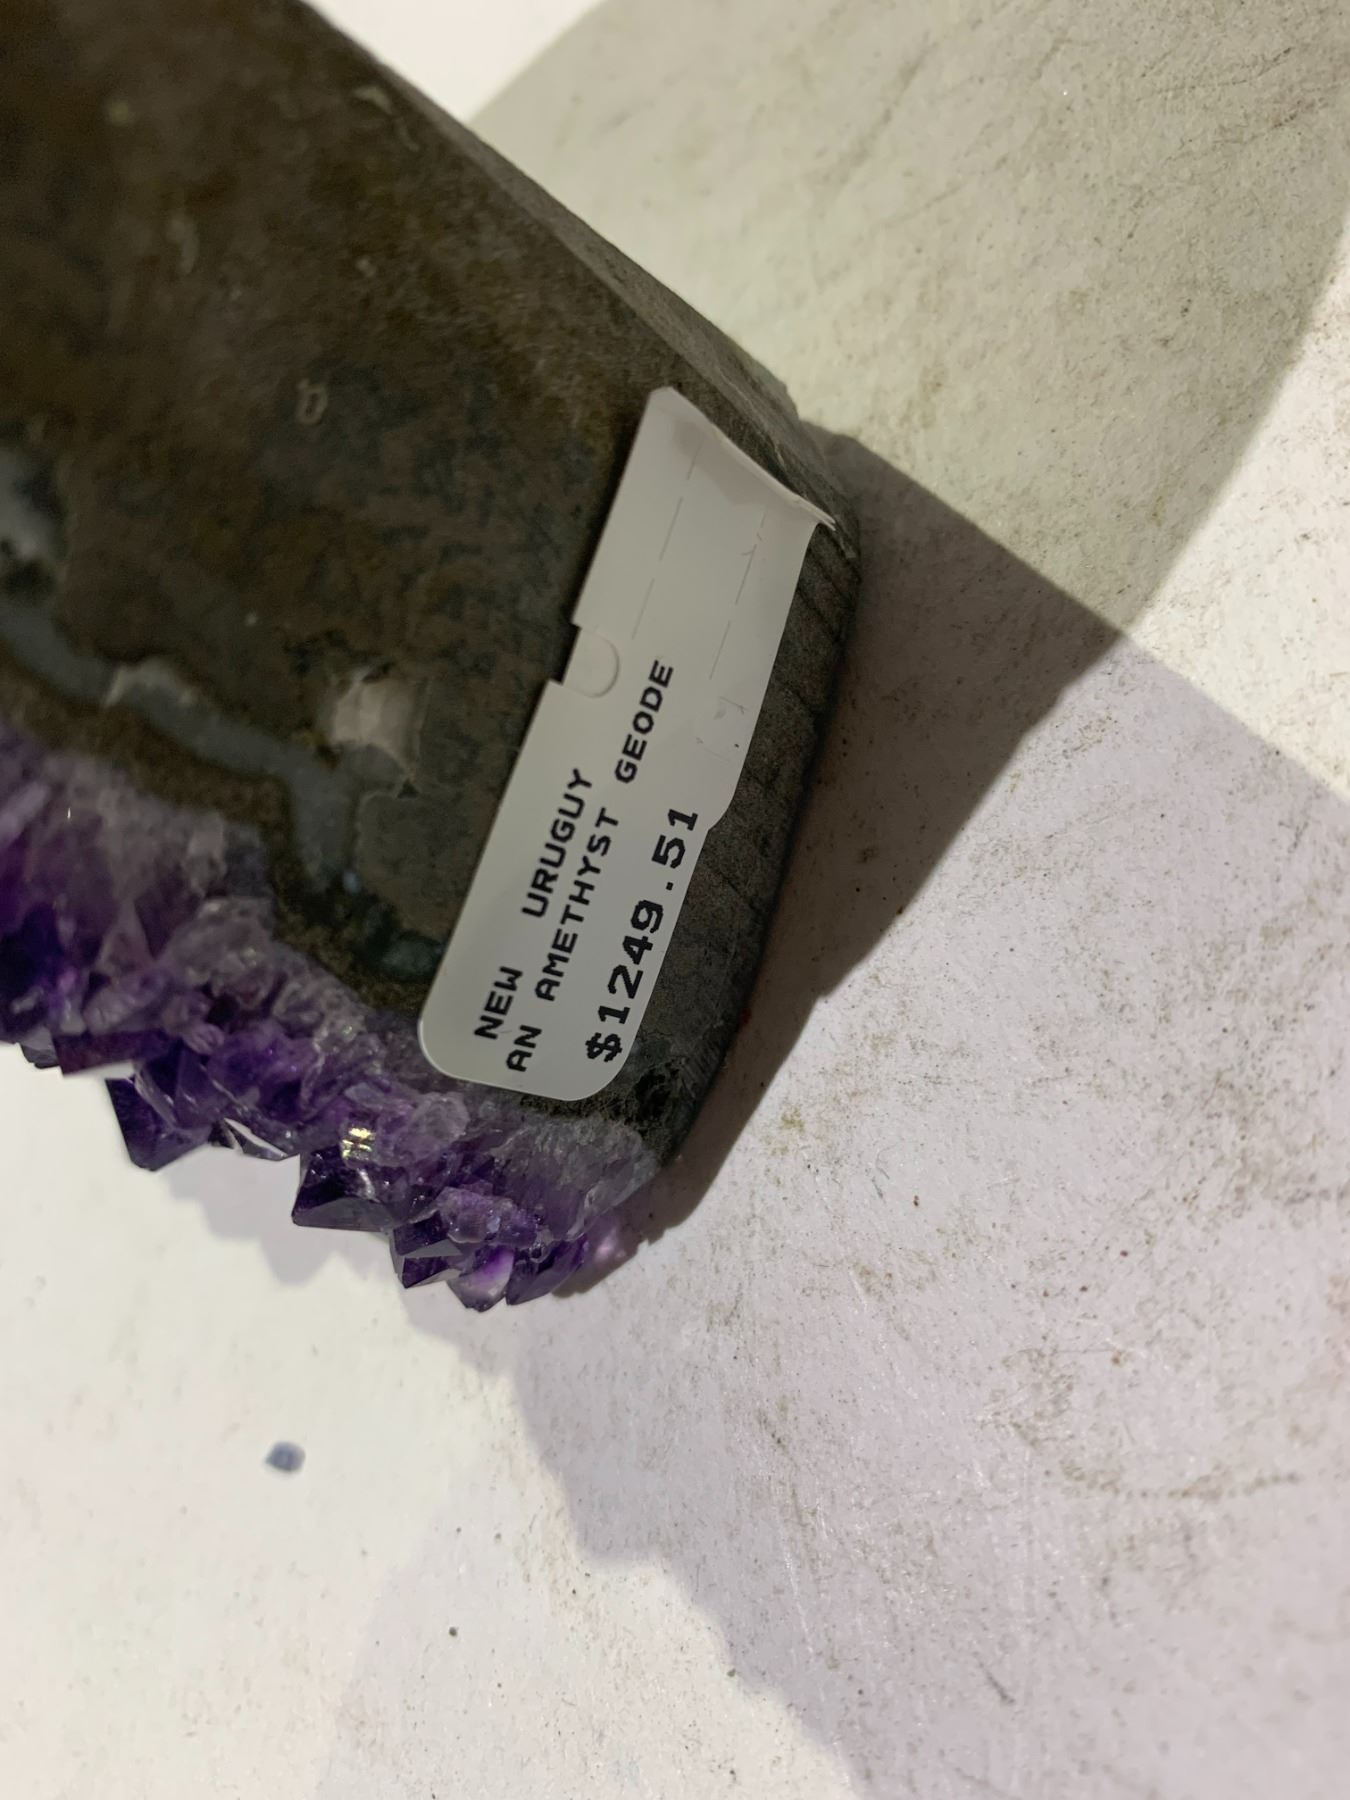 NEW URUGUY
AN AMETHYST GEODE
$1249.51